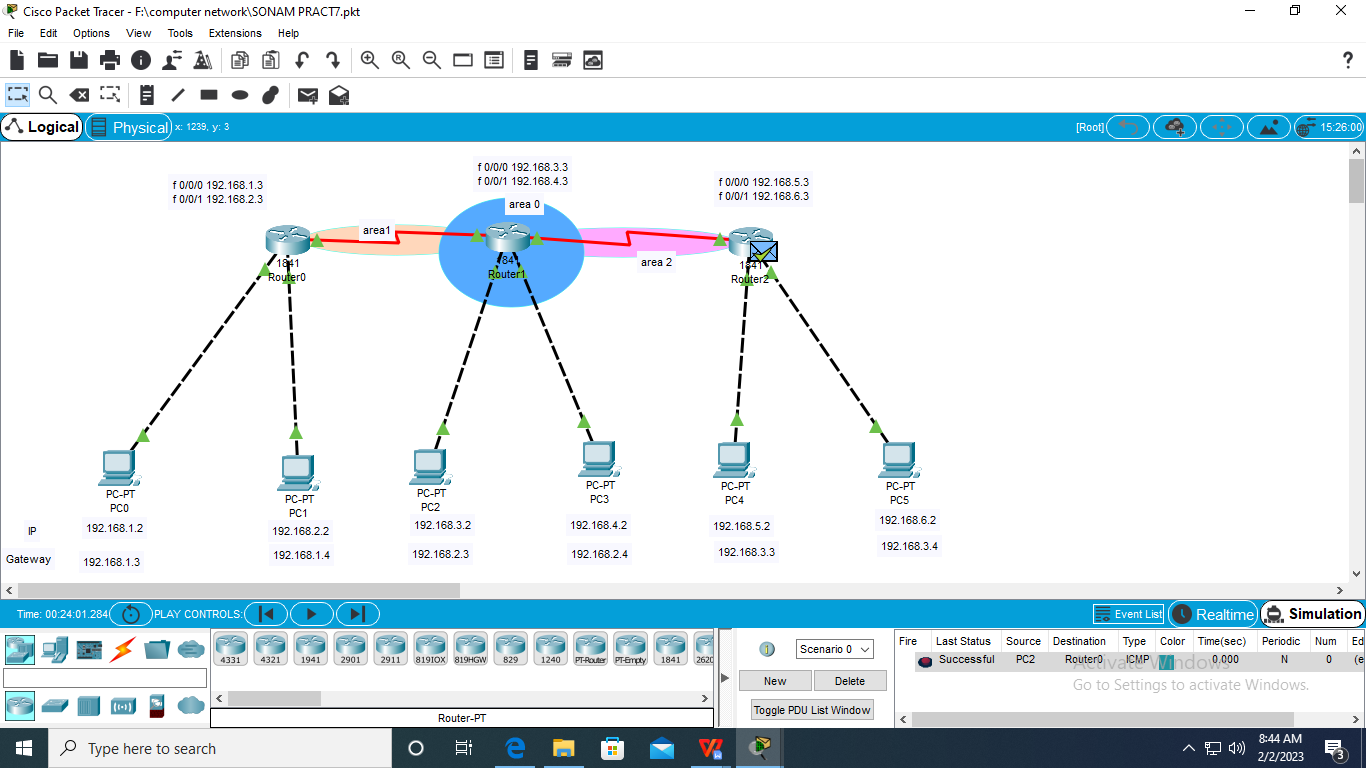 Cisco Packet Tracer - F:\computer network\SONAM PRACT7.pkt
File Edit Options View Tools Extensions Help
Logical Physical x: 1239, y: 3 [Root] 15:26:00
f 0/0/0 192.168.1.3
f 0/0/1 192.168.2.3
f 0/0/0 192.168.3.3
f 0/0/1 192.168.4.3
f 0/0/0 192.168.5.3
f 0/0/1 192.168.6.3
area1
area 0
area 2
1841
Router0
Router1
Router2
PC-PT
PC0
PC-PT
PC1
PC-PT
PC2
PC-PT
PC3
PC-PT
PC4
PC-PT
PC5
IP 192.168.1.2 192.168.2.2 192.168.3.2 192.168.4.2 192.168.5.2 192.168.6.2
Gateway 192.168.1.3 192.168.1.4 192.168.2.3 192.168.2.4 192.168.3.3 192.168.3.4
Time: 00:24:01.284 PLAY CONTROLS: Event List Realtime Simulation
4331 4321 1941 2901 2911 819IOX 819HGW 829 1240 PT-Router PT-Empty 1841 2620
Router-PT
Scenario 0
New Delete
Toggle PDU List Window
Fire Last Status Source Destination Type Color Time(sec) Periodic Num Ed
Successful PC2 Router0 ICMP 0.000 N 0 (e
Activate Windows
Go to Settings to activate Windows.
Type here to search
8:44 AM
2/2/2023
3